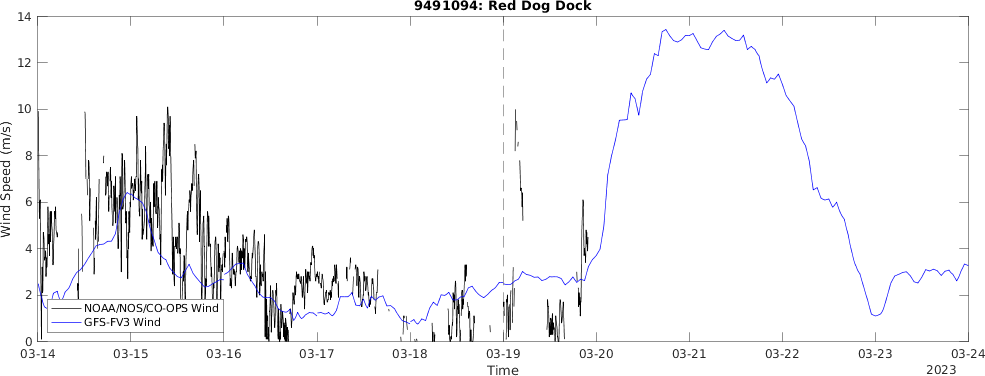 9491094: Red Dog Dock
14
12
10
8
6
4
2
0
Wind Speed (m/s)
NOAA/NOS/CO-OPS Wind
GFS-FV3 Wind
03-14 03-15 03-16 03-17 03-18 03-19 03-20 03-21 03-22 03-23 03-24
Time
2023